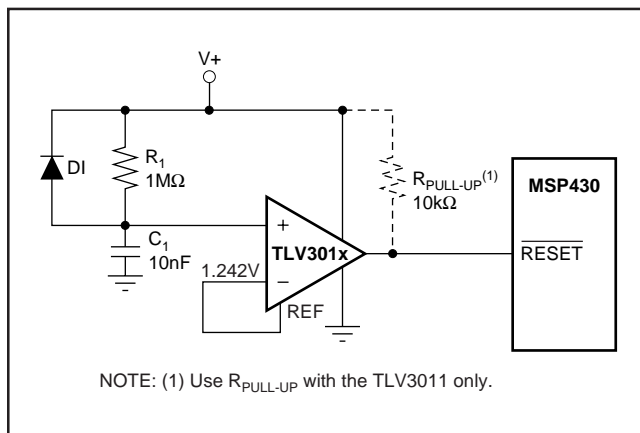 V+
DI
R1
1MΩ
RPULL-UP(1)
10kΩ
MSP430
C1
10nF
+
TLV301x
RESET
1.242V
−
REF
NOTE: (1) Use RPULL-UP with the TLV3011 only.